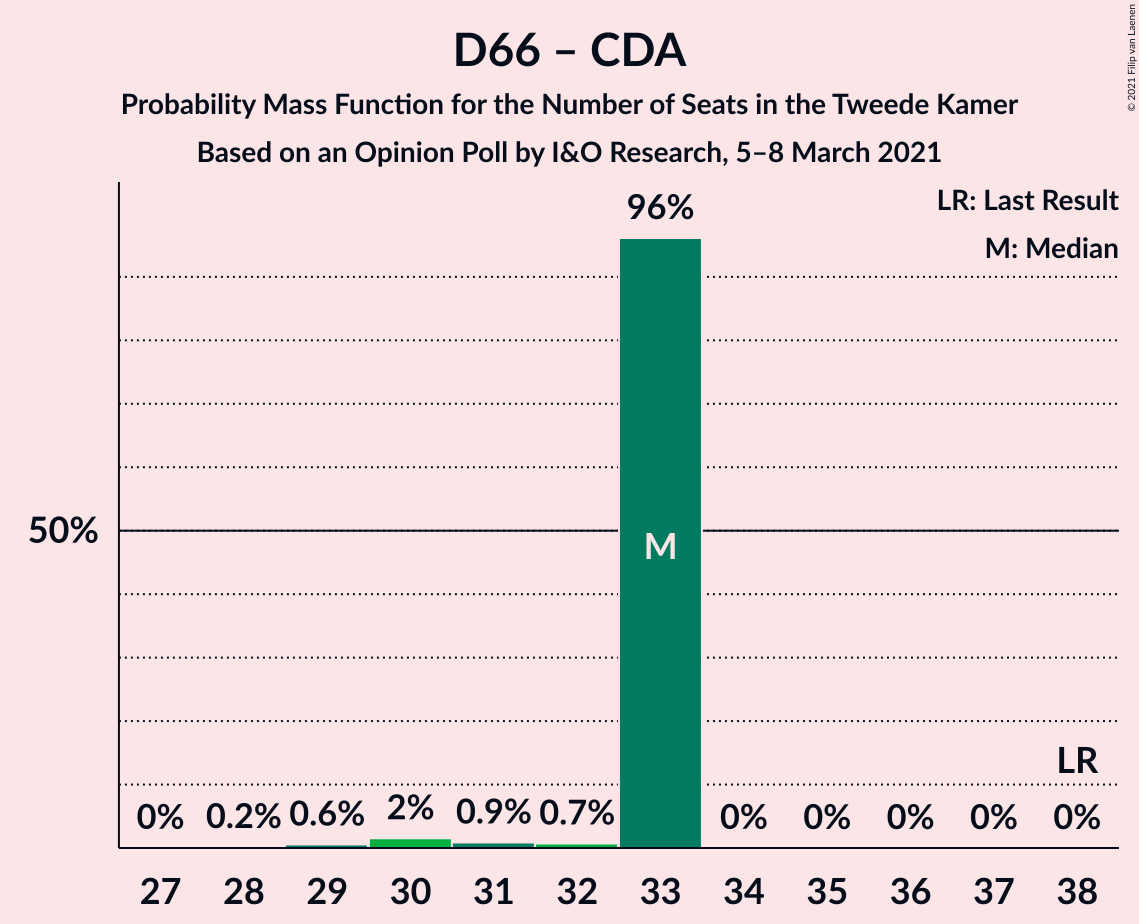 D66 – CDA
Probability Mass Function for the Number of Seats in the Tweede Kamer
Based on an Opinion Poll by I&O Research, 5–8 March 2021
© 2021 Filip van Laenen
LR: Last Result
M: Median
96%
50%
M
LR
0% 0.2% 0.6% 2% 0.9% 0.7% 0% 0% 0% 0% 0%
27 28 29 30 31 32 33 34 35 36 37 38